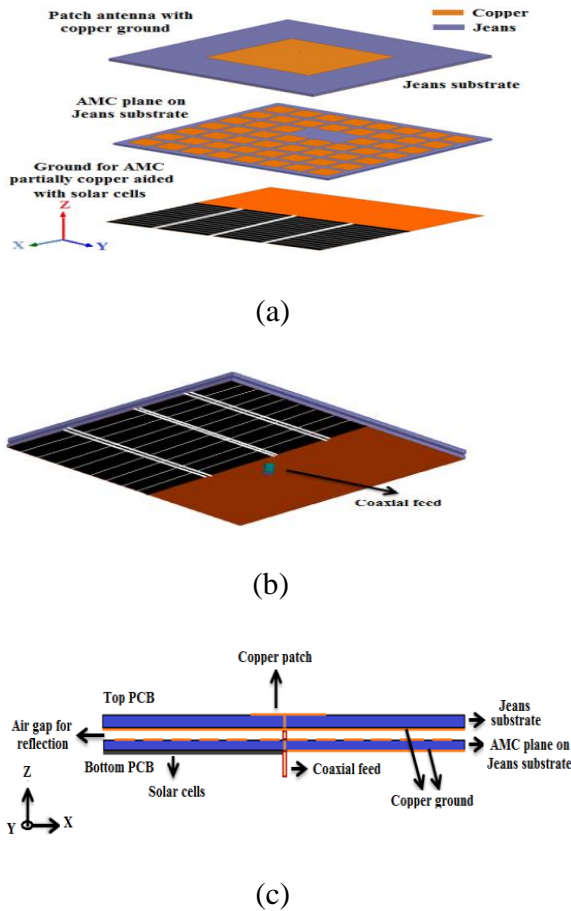 Patch antenna with
copper ground
Copper
Jeans
Jeans substrate
AMC plane on
Jeans substrate
Ground for AMC
partially copper aided
with solar cells
Z
X
Y
(a)
Coaxial feed
(b)
Copper patch
Top PCB
Jeans
substrate
Air gap for
reflection
AMC plane on
Jeans substrate
Bottom PCB
Coaxial feed
Solar cells
Copper ground
Z
Y
X
(c)